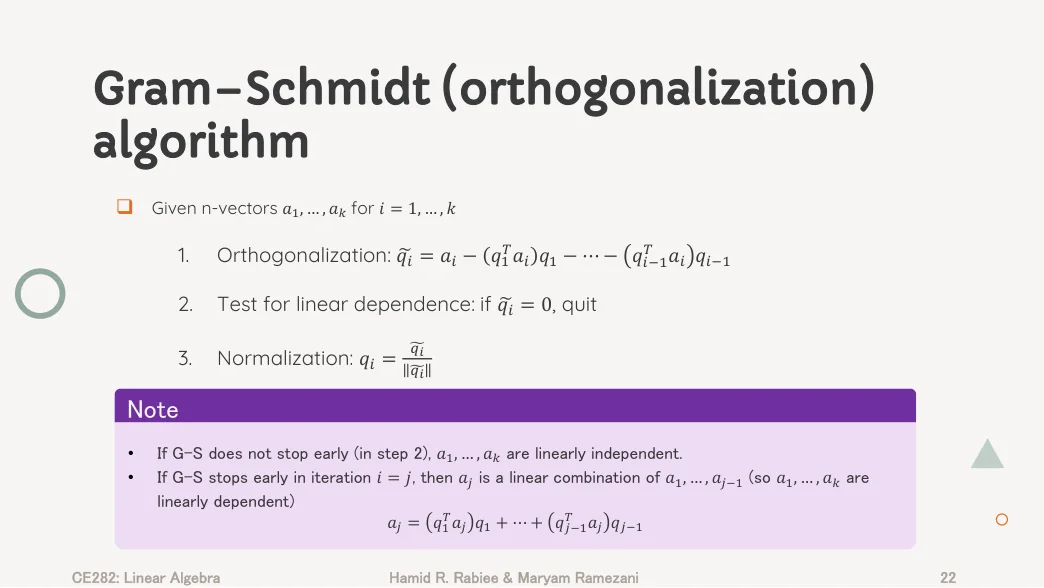 Gram–Schmidt (orthogonalization)
algorithm
❑ Given n-vectors 𝑎₁, … , 𝑎ₖ for 𝑖 = 1, … , 𝑘
1. Orthogonalization: q̃ᵢ = aᵢ − (q₁ᵀaᵢ)q₁ − ⋯ − (qᵢ₋₁ᵀaᵢ)qᵢ₋₁
2. Test for linear dependence: if q̃ᵢ = 0, quit
3. Normalization: qᵢ = q̃ᵢ / ‖q̃ᵢ‖
Note
• If G-S does not stop early (in step 2), a₁, … , aₖ are linearly independent.
• If G-S stops early in iteration i = j, then aⱼ is a linear combination of a₁, … , aⱼ₋₁ (so a₁, … , aₖ are
linearly dependent)
aⱼ = (q₁ᵀaⱼ)q₁ + ⋯ + (qⱼ₋₁ᵀaⱼ)qⱼ₋₁
CE282: Linear Algebra Hamid R. Rabiee & Maryam Ramezani 22